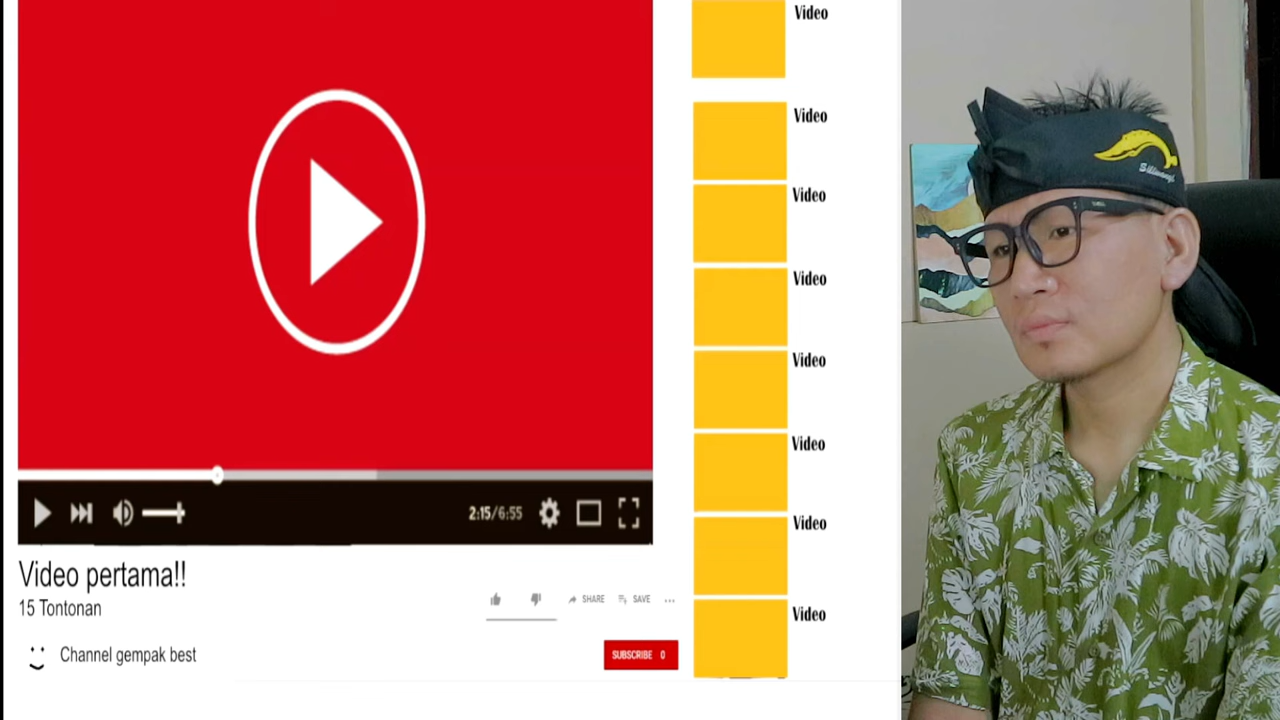 Video
Video
Video
Video
Video
Video
Video
Video
2:15/6:55
Video pertama!!
15 Tontonan
SHARE
SAVE
...
Channel gempak best
SUBSCRIBE 0